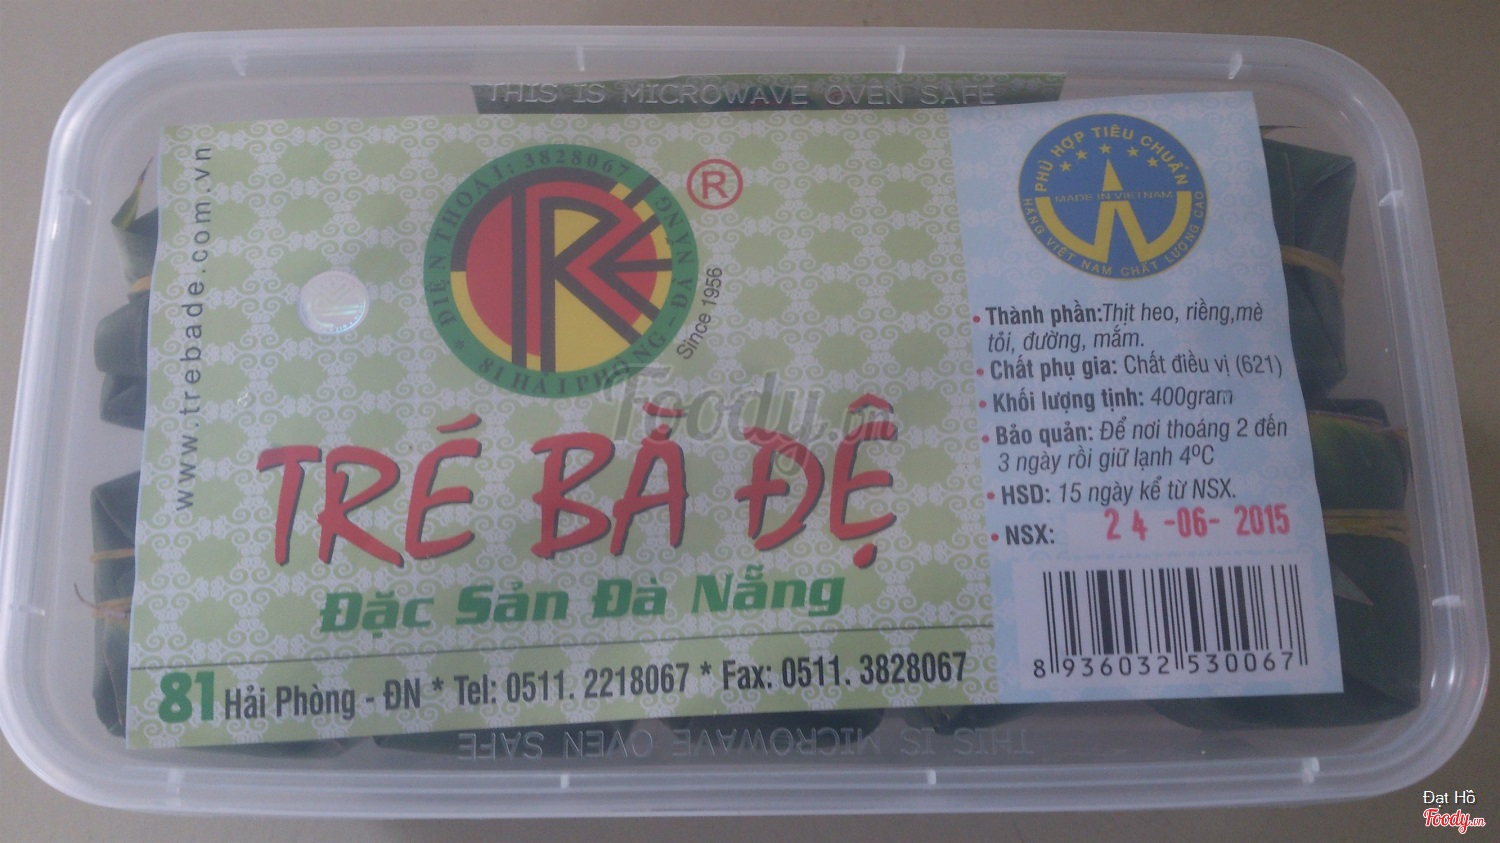 THIS IS MICROWAVE OVEN SAFE
www.trebade.com.vn
* ĐIỆN THOẠI: 3828067
81 HẢI PHÒNG - ĐÀ NẴNG
TRÉ
®
Since 1956
TRÉ BÀ ĐỆ
Đặc Sản Đà Nẵng
81 Hải Phòng - ĐN * Tel: 0511. 2218067 * Fax: 0511. 3828067
PHÙ HỢP TIÊU CHUẨN
MADE IN VIETNAM
HÀNG VIỆT NAM CHẤT LƯỢNG CAO
• Thành phần:Thịt heo, riềng,mè
tỏi, đường, mắm.
• Chất phụ gia: Chất điều vị (621)
• Khối lượng tịnh: 400gram
• Bảo quản: Để nơi thoáng 2 đến
3 ngày rồi giữ lạnh 4ºC
• HSD: 15 ngày kể từ NSX.
• NSX: 24 -06- 2015
8 936032 530067
THIS IS MICROWAVE OVEN SAFE
Foody.vn
Đạt Hồ
Foody.vn